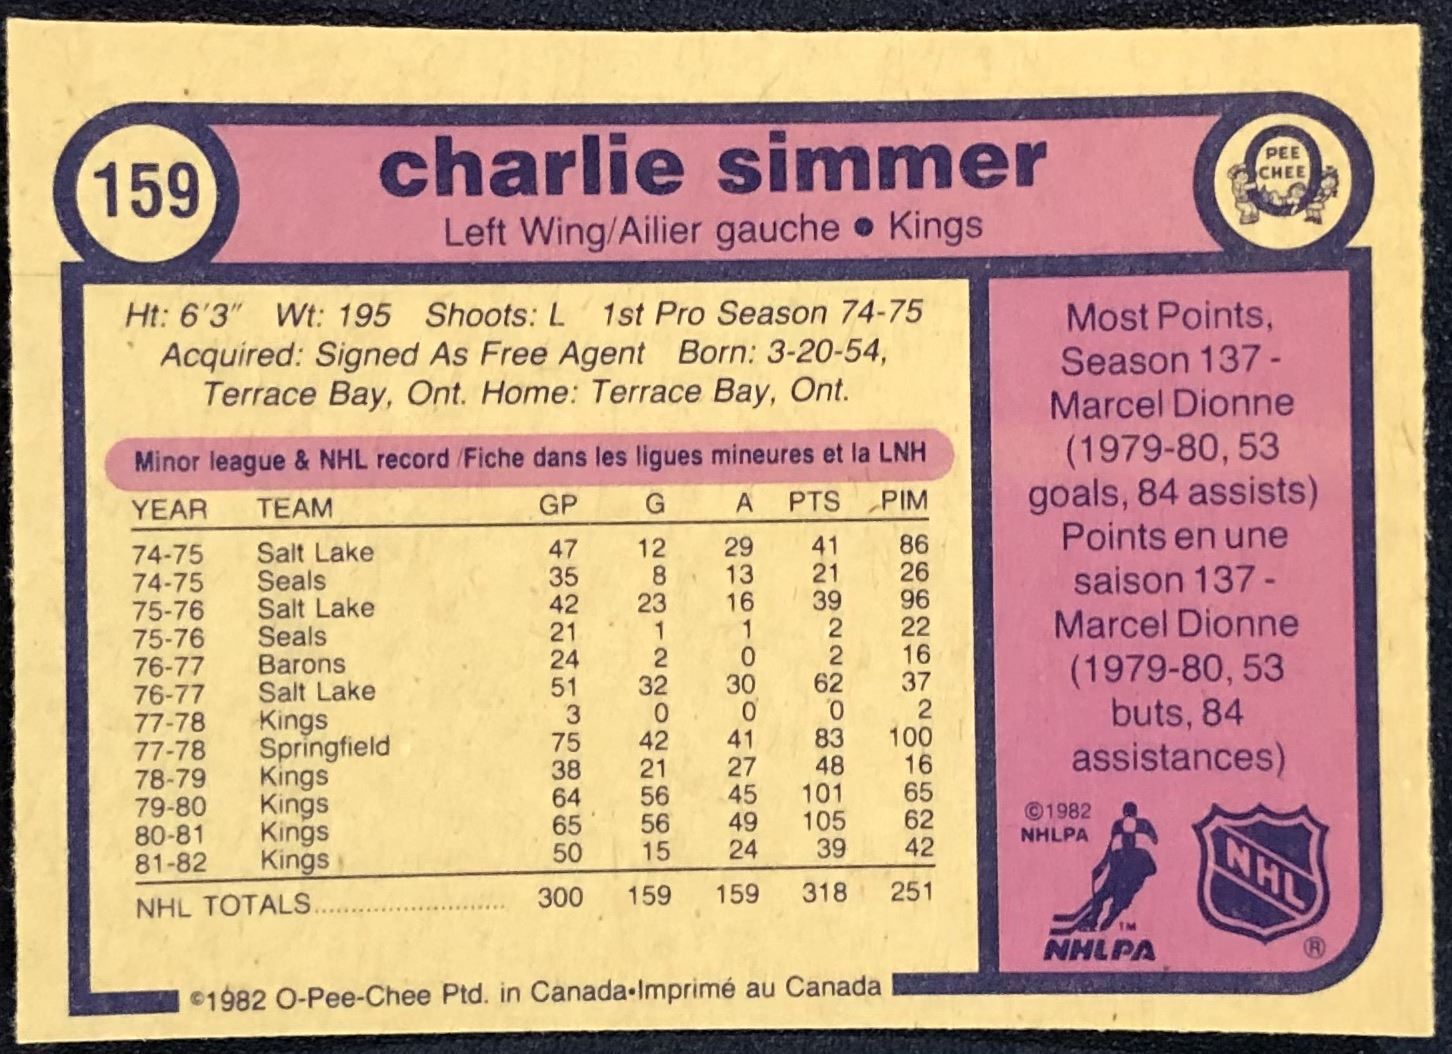 159
charlie simmer
PEE
CHEE
Left Wing/Ailier gauche • Kings
Ht: 6'3" Wt: 195 Shoots: L 1st Pro Season 74-75
Acquired: Signed As Free Agent Born: 3-20-54,
Terrace Bay, Ont. Home: Terrace Bay, Ont.
Minor league & NHL record/Fiche dans les ligues mineures et la LNH
YEAR TEAM GP G A PTS PIM
74-75 Salt Lake 47 12 29 41 86
74-75 Seals 35 8 13 21 26
75-76 Salt Lake 42 23 16 39 96
75-76 Seals 21 1 1 2 22
76-77 Barons 24 2 0 2 16
76-77 Salt Lake 51 32 30 62 37
77-78 Kings 3 0 0 0 2
77-78 Springfield 75 42 41 83 100
78-79 Kings 38 21 27 48 16
79-80 Kings 64 56 45 101 65
80-81 Kings 65 56 49 105 62
81-82 Kings 50 15 24 39 42
NHL TOTALS.......................... 300 159 159 318 251
Most Points,
Season 137 -
Marcel Dionne
(1979-80, 53
goals, 84 assists)
Points en une
saison 137 -
Marcel Dionne
(1979-80, 53
buts, 84
assistances)
©1982
NHLPA
TM
NHLPA
NHL
®
©1982 O-Pee-Chee Ptd. in Canada•Imprimé au Canada